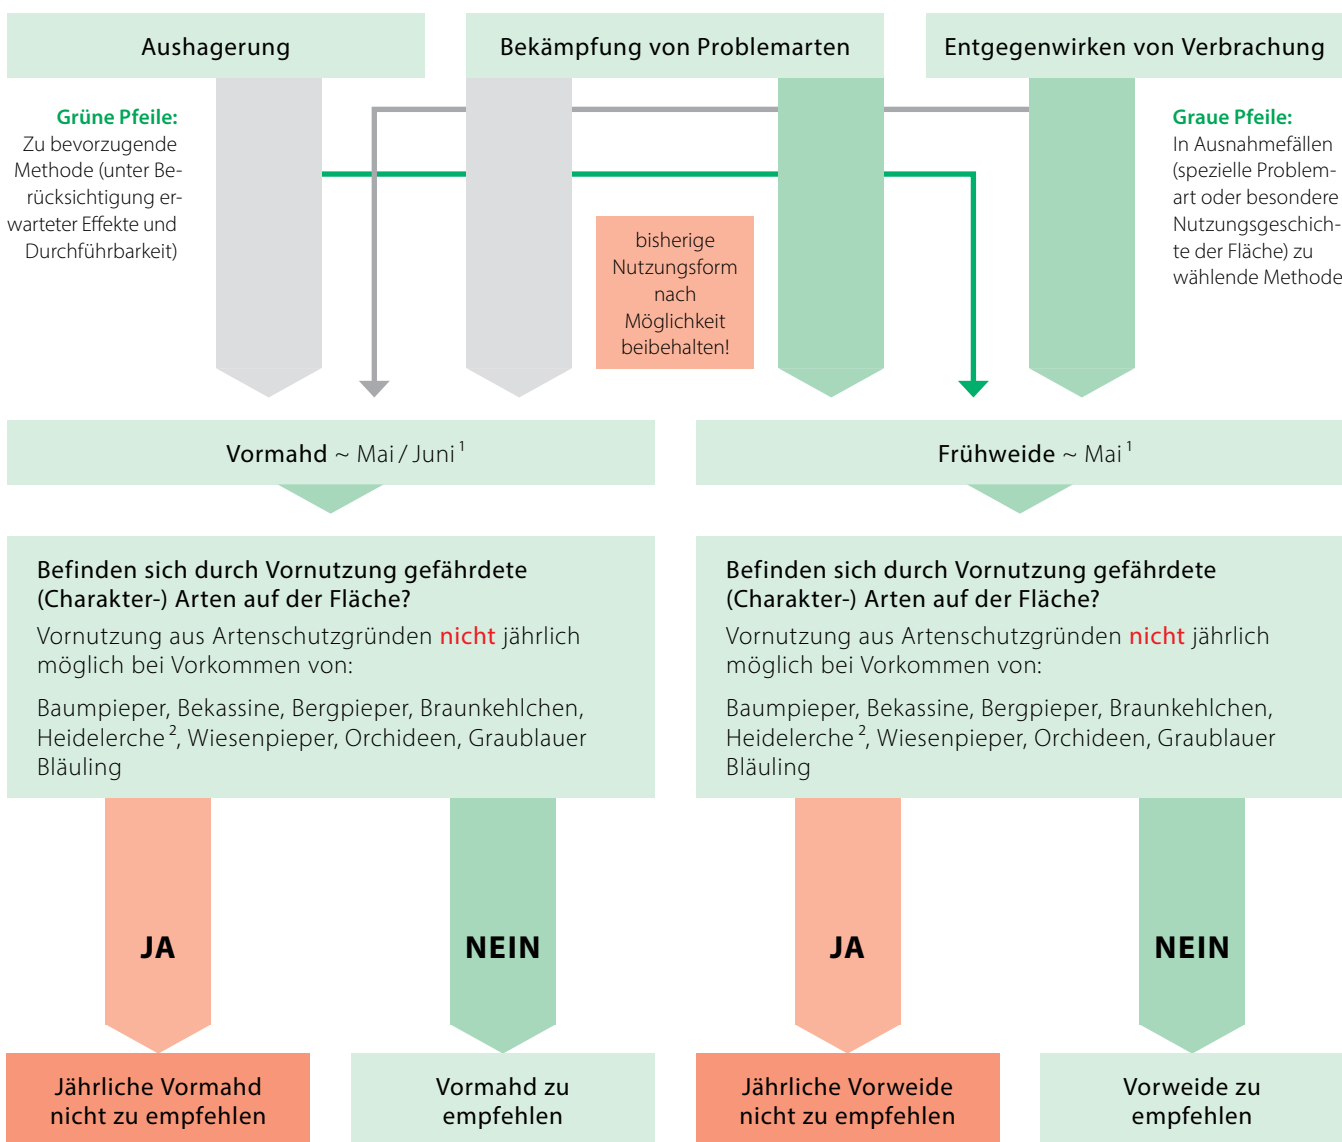 Aushagerung
Bekämpfung von Problemarten
Entgegenwirken von Verbrachung
Grüne Pfeile:
Zu bevorzugende
Methode (unter Be-
rücksichtigung er-
warteter Effekte und
Durchführbarkeit)
bisherige
Nutzungsform
nach
Möglichkeit
beibehalten!
Graue Pfeile:
In Ausnahmefällen
(spezielle Problem-
art oder besondere
Nutzungsgeschich-
te der Fläche) zu
wählende Methode
Vormahd ~ Mai / Juni ¹
Frühweide ~ Mai ¹
Befinden sich durch Vornutzung gefährdete
(Charakter-) Arten auf der Fläche?
Vornutzung aus Artenschutzgründen nicht jährlich
möglich bei Vorkommen von:
Baumpieper, Bekassine, Bergpieper, Braunkehlchen,
Heidelerche ², Wiesenpieper, Orchideen, Graublauer
Bläuling
Befinden sich durch Vornutzung gefährdete
(Charakter-) Arten auf der Fläche?
Vornutzung aus Artenschutzgründen nicht jährlich
möglich bei Vorkommen von:
Baumpieper, Bekassine, Bergpieper, Braunkehlchen,
Heidelerche ², Wiesenpieper, Orchideen, Graublauer
Bläuling
JA
NEIN
JA
NEIN
Jährliche Vormahd
nicht zu empfehlen
Vormahd zu
empfehlen
Jährliche Vorweide
nicht zu empfehlen
Vorweide zu
empfehlen